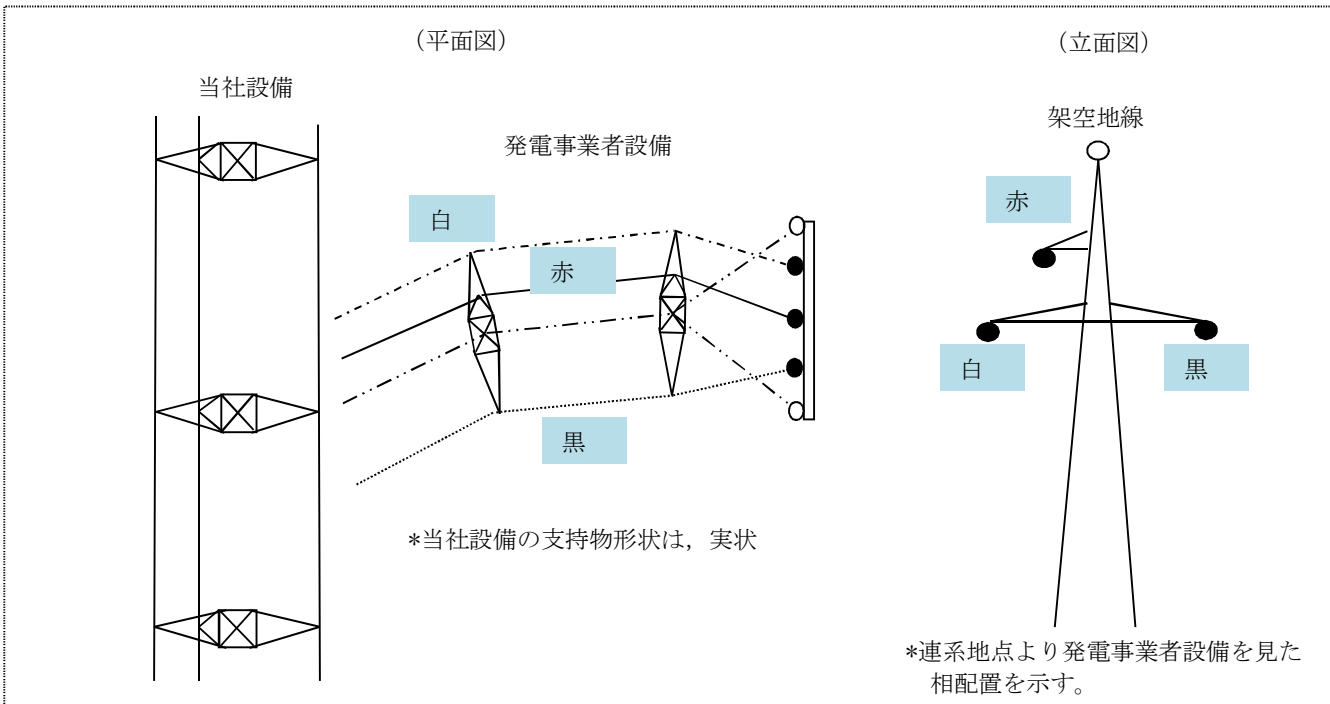 （平面図）
（立面図）
当社設備
架空地線
発電事業者設備
赤
白
赤
白
黒
黒
*当社設備の支持物形状は，実状
*連系地点より発電事業者設備を見た
相配置を示す。